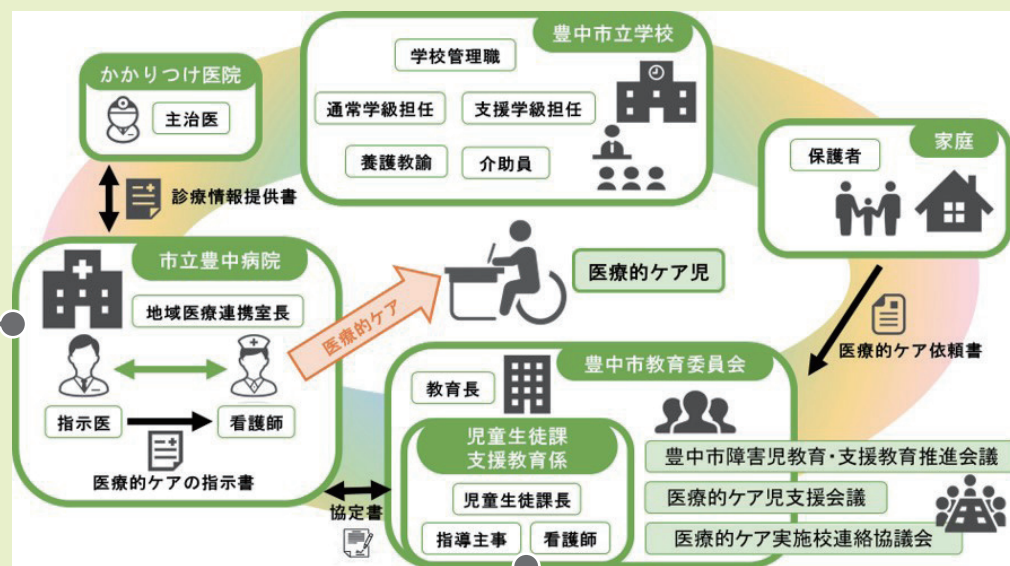 豊中市立学校
学校管理職
通常学級担任
支援学級担任
養護教諭
介助員
かかりつけ医院
主治医
診療情報提供書
家庭
保護者
市立豊中病院
地域医療連携室長
指示医
看護師
医療的ケアの指示書
医療的ケア
医療的ケア児
医療的ケア依頼書
豊中市教育委員会
教育長
児童生徒課
支援教育係
児童生徒課長
指導主事
看護師
協定書
豊中市障害児教育・支援教育推進会議
医療的ケア児支援会議
医療的ケア実施校連絡協議会